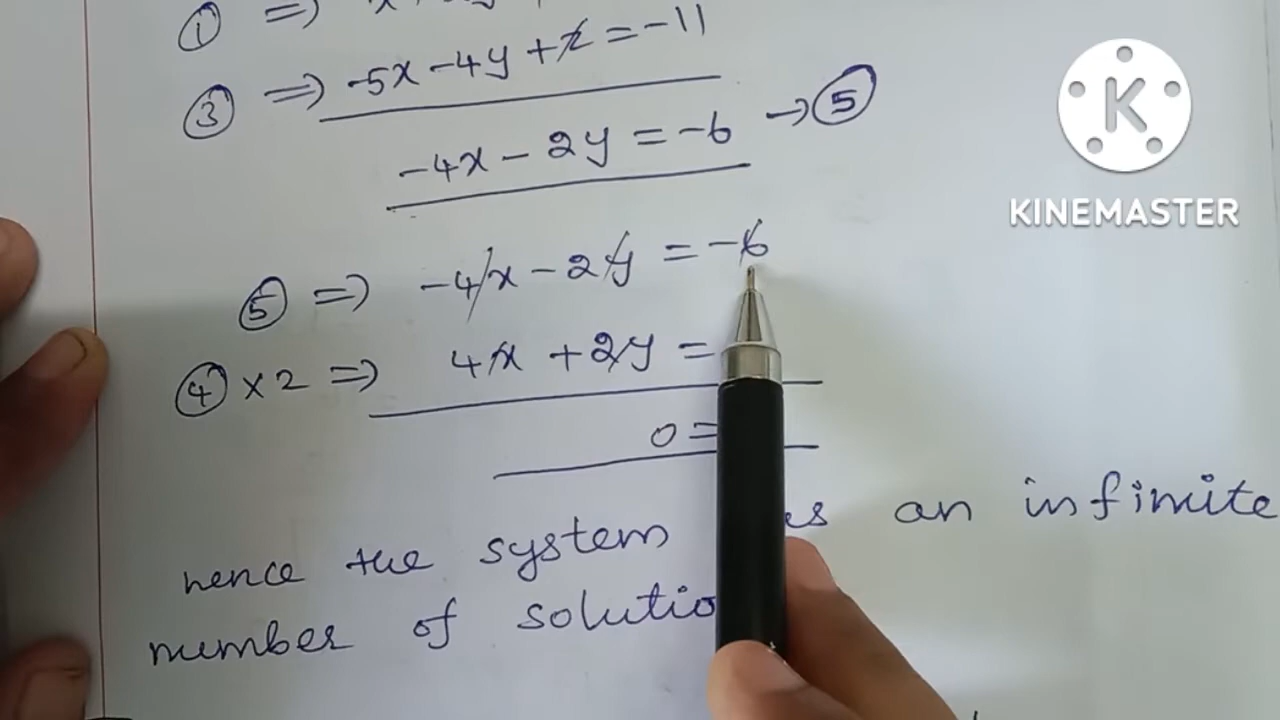 ① ⇒
③ ⇒ -5x - 4y + z = -11
-4x - 2y = -6 → ⑤
⑤ ⇒ -4x - 2y = -6
④ × 2 ⇒ 4x + 2y =
0 =
hence the system an infinite
number of
K
KINEMASTER